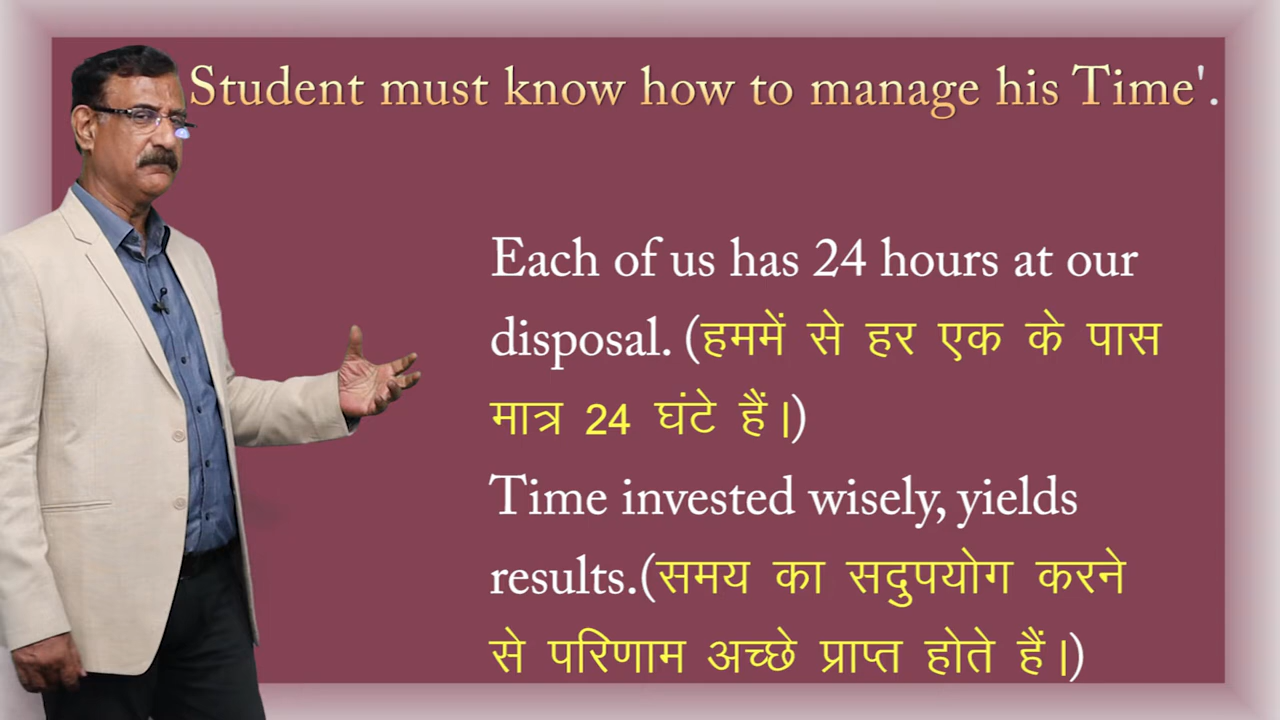 Student must know how to manage his Time'.
Each of us has 24 hours at our
disposal. (हममें से हर एक के पास
मात्र 24 घंटे हैं।)
Time invested wisely, yields
results.(समय का सदुपयोग करने
से परिणाम अच्छे प्राप्त होते हैं।)